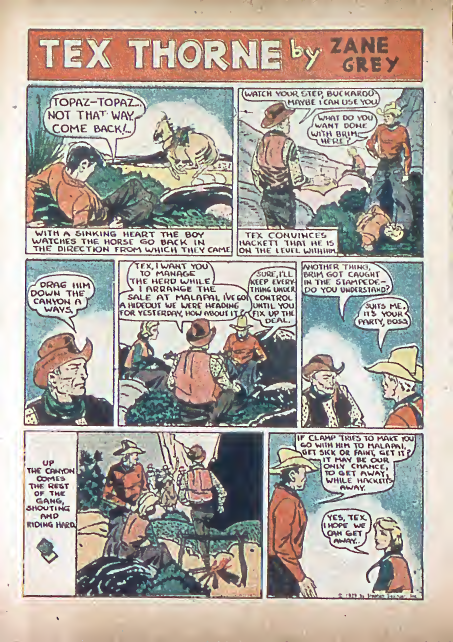 TEX THORNE by ZANE
GREY
TOPAZ-TOPAZ...
NOT THAT WAY.
COME BACK!..
WITH A SINKING HEART THE BOY
WATCHES THE HORSE GO BACK IN
THE DIRECTION FROM WHICH THEY CAME
WATCH YOUR STEP, BUCKAROO
MAYBE I CAN USE YOU
WHAT DO YOU
WANT DONE
WITH BRIM
HERE?
TEX CONVINCES
HACKETT THAT HE IS
ON THE LEVEL WITH HIM.
DRAG HIM
DOWN THE
CANYON A
WAYS.
TEX, I WANT YOU
TO MANAGE
THE HERD WHILE
I ARRANGE THE
SALE AT MALAPAI, IVE GOT
A HIDEOUT WE WERE HEADING
FOR YESTERDAY, HOW ABOUT IT?
SURE, I'LL
KEEP EVERY-
THING UNDER
CONTROL
UNTIL YOU
FIX UP THE
DEAL.
ANOTHER THING,
BRIM GOT CAUGHT
IN THE STAMPEDE-
DO YOU UNDERSTAND?
SUITS ME,
IT'S YOUR
PARTY, BOSS.
UP
THE CANYON
COMES
THE REST
OF THE
GANG,
SHOUTING
AND
RIDING HARD.
IF CLAMP TRIES TO MAKE YOU
GO WITH HIM TO MALAPAI,
GET SICK OR FAINT, GET IT?
IT MAY BE OUR
ONLY CHANCE,
TO GET AWAY,
WHILE HACKETT'S
AWAY.
YES, TEX,
I HOPE WE
CAN GET
AWAY..